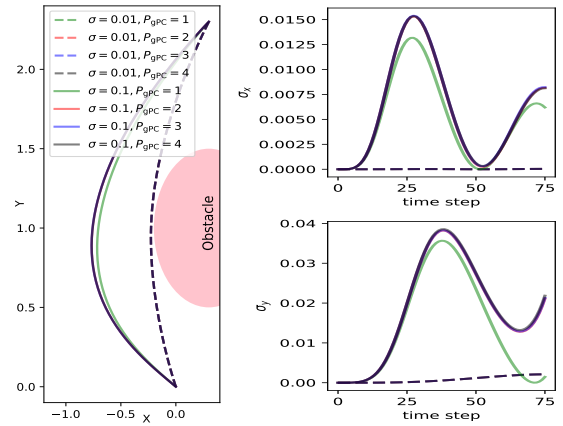 σ = 0.01, P_gPC = 1
σ = 0.01, P_gPC = 2
σ = 0.01, P_gPC = 3
σ = 0.01, P_gPC = 4
σ = 0.1, P_gPC = 1
σ = 0.1, P_gPC = 2
σ = 0.1, P_gPC = 3
σ = 0.1, P_gPC = 4
Y
2.0
1.5
1.0
0.5
0.0
Obstacle
−1.0 −0.5 0.0
X
σ_x
0.0150
0.0125
0.0100
0.0075
0.0050
0.0025
0.0000
0 25 50 75
time step
σ_y
0.04
0.03
0.02
0.01
0.00
0 25 50 75
time step